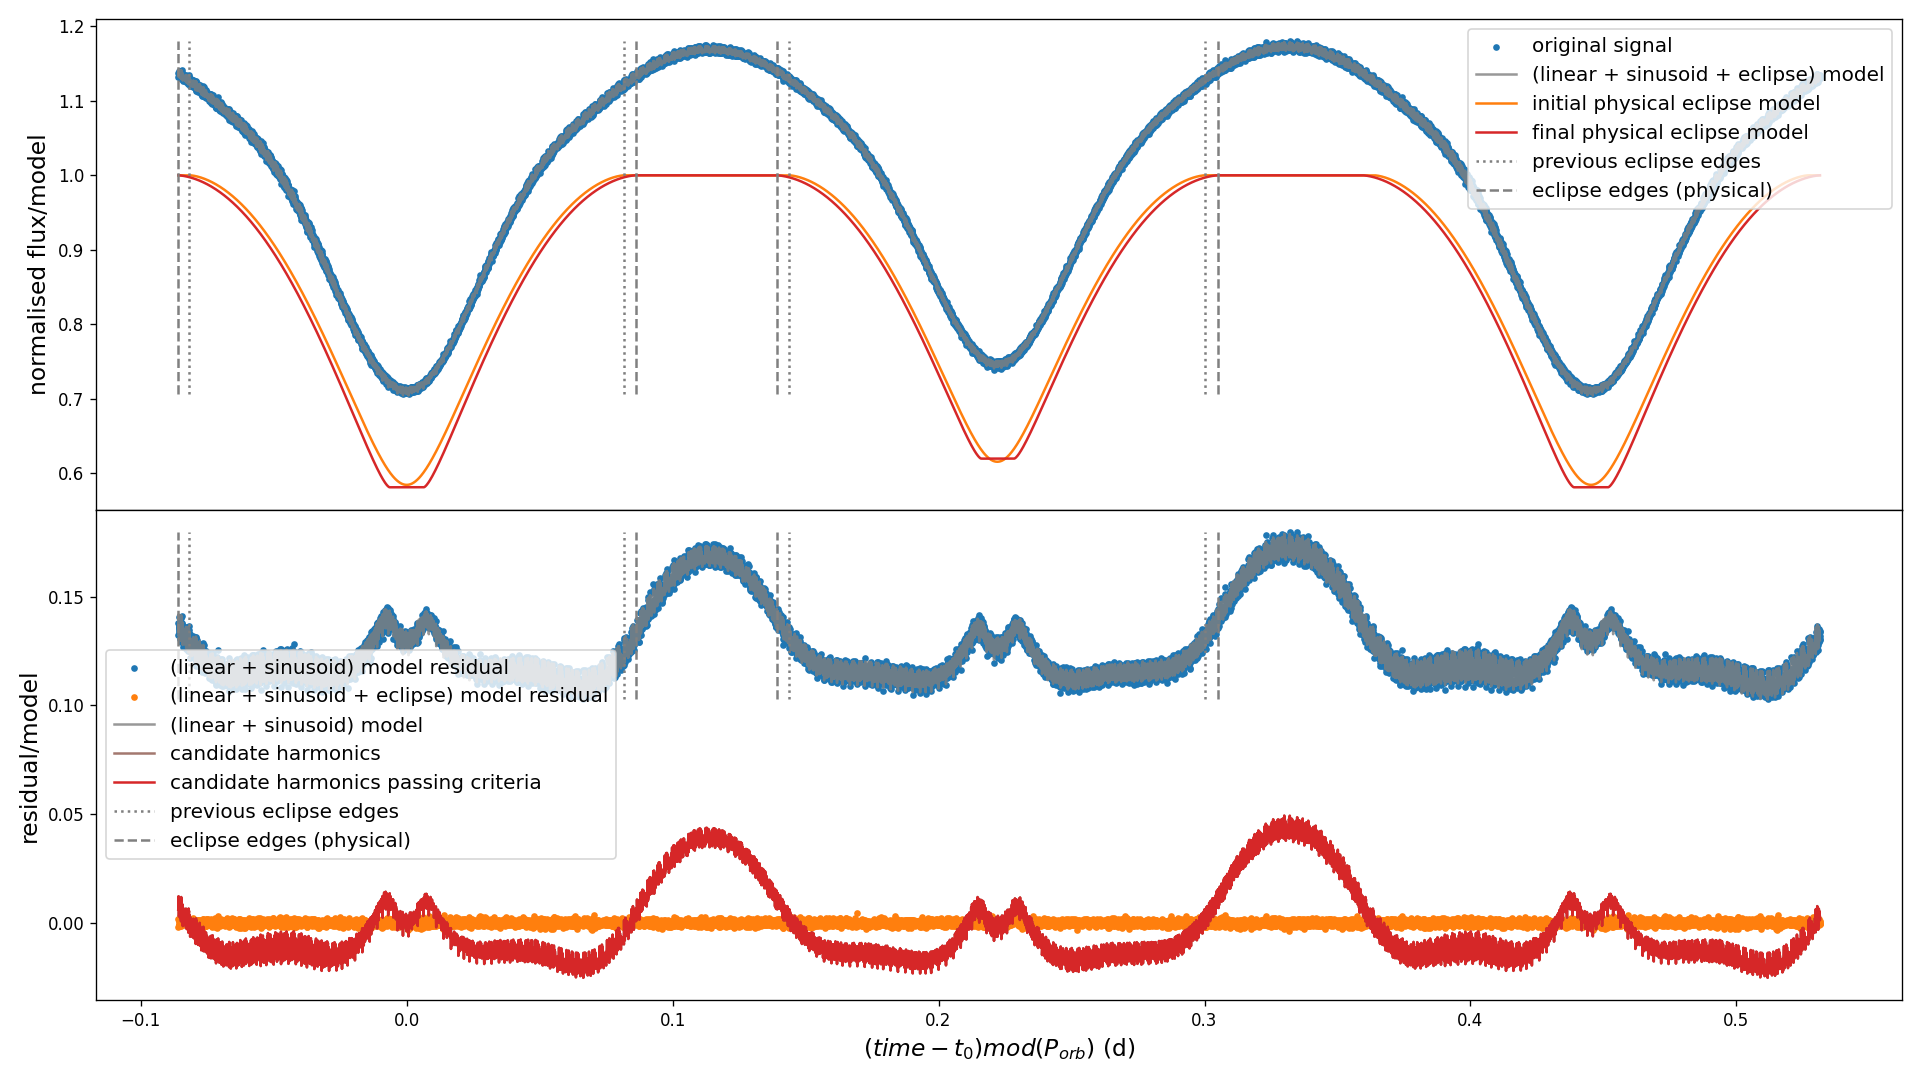 1.2
1.1
1.0
0.9
0.8
0.7
0.6
normalised flux/model
original signal
(linear + sinusoid + eclipse) model
initial physical eclipse model
final physical eclipse model
previous eclipse edges
eclipse edges (physical)
0.15
0.10
0.05
0.00
residual/model
(linear + sinusoid) model residual
(linear + sinusoid + eclipse) model residual
(linear + sinusoid) model
candidate harmonics
candidate harmonics passing criteria
previous eclipse edges
eclipse edges (physical)
−0.1 0.0 0.1 0.2 0.3 0.4 0.5
(time − t₀)mod(P_orb) (d)